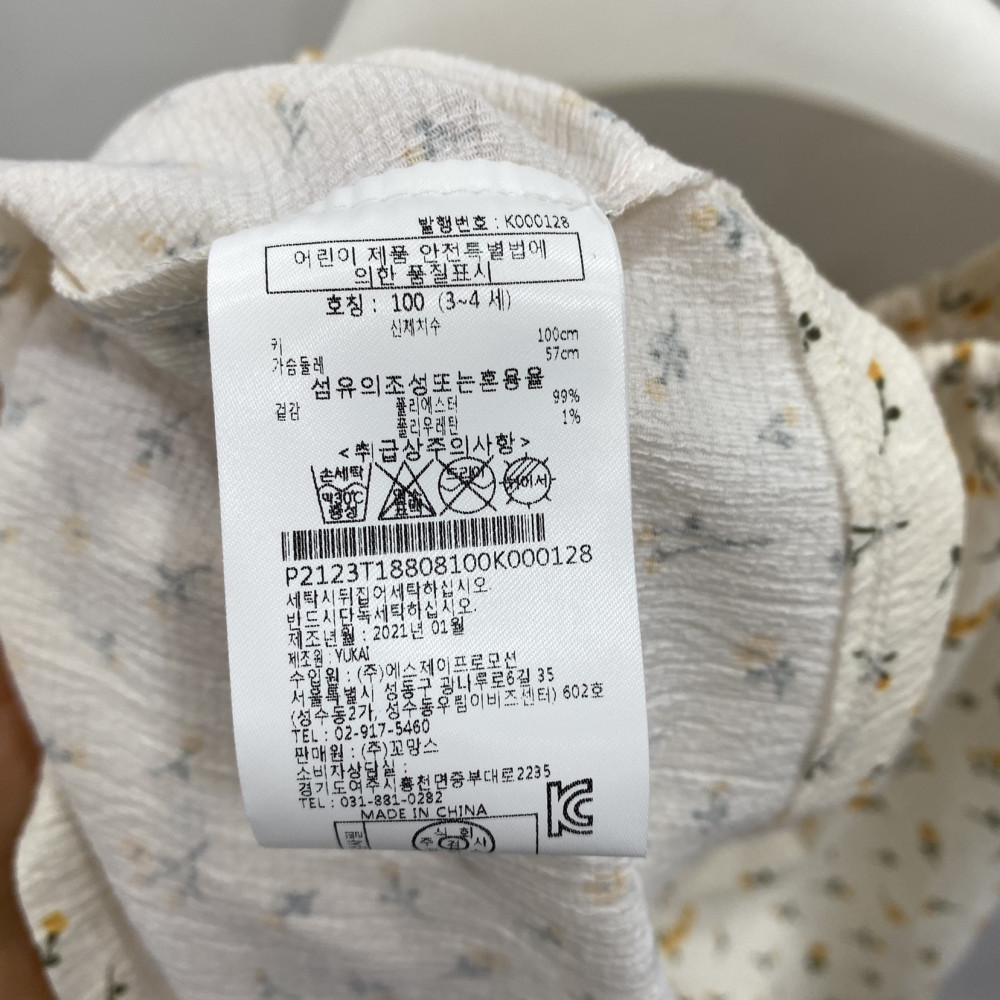 발행번호 : K000128
어린이 제품 안전특별법에
의한 품질표시
호칭 : 100 (3~4 세)
신체치수
키 100cm
가슴둘레 57cm
섬유의조성또는혼용율
겉감 폴리에스터 99%
폴리우레탄 1%
<취급상주의사항>
손세탁
약30℃
중성
염소
표백
드라이
P2123T18808100K000128
세탁시뒤집어세탁하십시오.
반드시단독세탁하십시오.
제조년월 : 2021년 01월
제조원 : YUKAI
수입원 : (주)에스제이프로모션
서울특별시 성동구 광나루로6길 35
(성수동2가, 성수동우림이비즈센터) 602호
TEL : 02-917-5460
판매원 : (주)꼬망스
소비자상담실 :
경기도여주시흥천면중부대로2235
TEL : 031-881-0282
MADE IN CHINA
KC